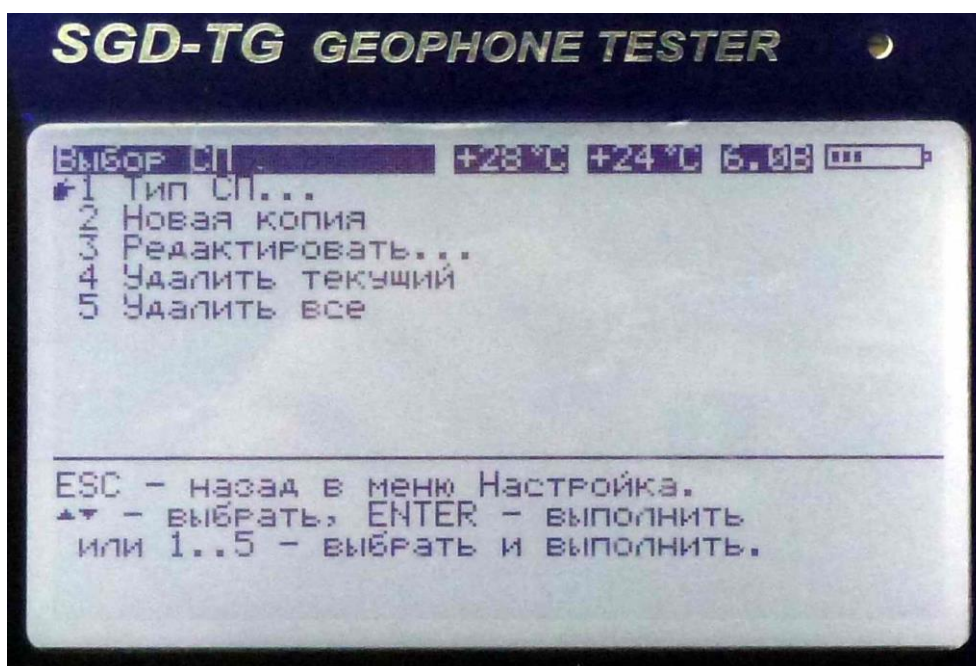 SGD-TG GEOPHONE TESTER
Выбор СП +28°C +24°C 6.0В
1 Тип СП...
2 Новая копия
3 Редактировать...
4 Удалить текущий
5 Удалить все
ESC - назад в меню Настройка.
▲▼ - выбрать, ENTER - выполнить
или 1..5 - выбрать и выполнить.